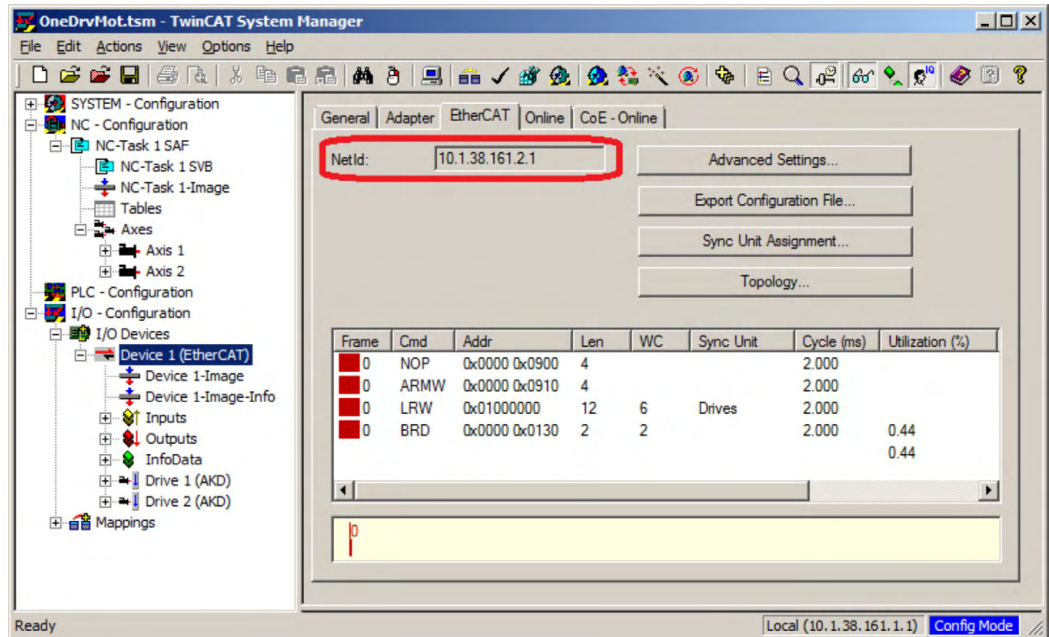 OneDrvMot.tsm - TwinCAT System Manager
File Edit Actions View Options Help
SYSTEM - Configuration
NC - Configuration
NC-Task 1 SAF
NC-Task 1 SVB
NC-Task 1-Image
Tables
Axes
Axis 1
Axis 2
PLC - Configuration
I/O - Configuration
I/O Devices
Device 1 (EtherCAT)
Device 1-Image
Device 1-Image-Info
Inputs
Outputs
InfoData
Drive 1 (AKD)
Drive 2 (AKD)
Mappings
General Adapter EtherCAT Online CoE - Online
NetId: 10.1.38.161.2.1
Advanced Settings...
Export Configuration File...
Sync Unit Assignment...
Topology...
Frame Cmd Addr Len WC Sync Unit Cycle (ms) Utilization (%)
0 NOP 0x0000 0x0900 4 2.000
0 ARMW 0x0000 0x0910 4 2.000
0 LRW 0x01000000 12 6 Drives 2.000
0 BRD 0x0000 0x0130 2 2 2.000 0.44
0.44
0
Ready Local (10.1.38.161.1.1) Config Mode